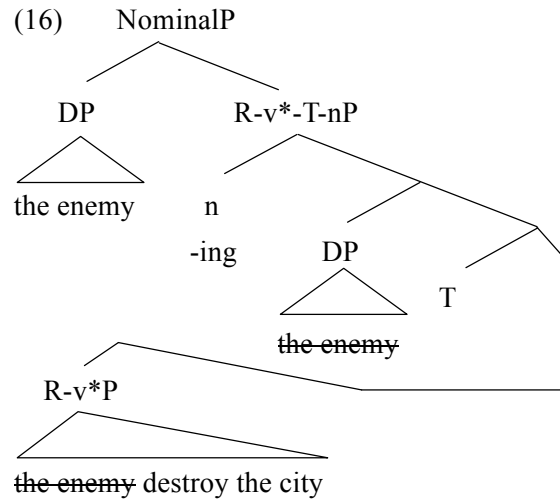 (16) NominalP
DP R-v*-T-nP
the enemy n
-ing DP T
the enemy
R-v*P
the enemy destroy the city